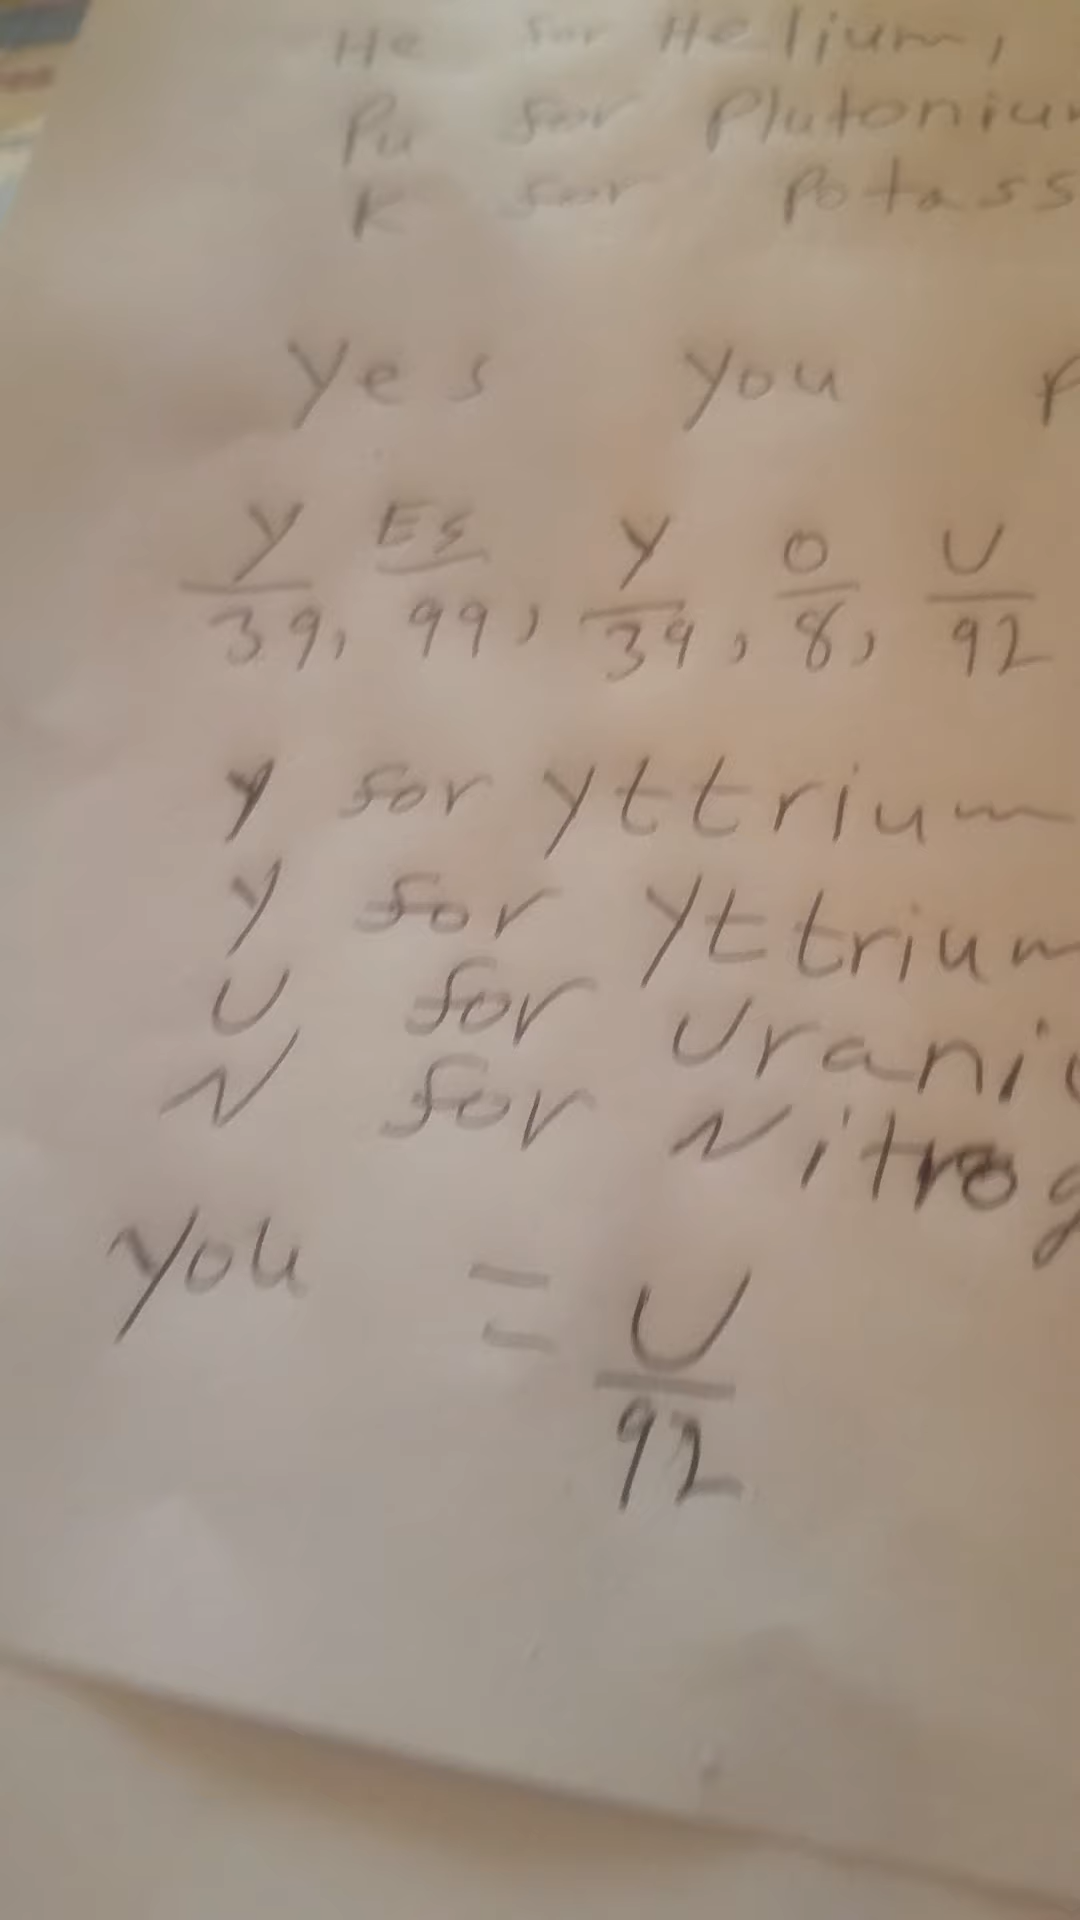 He for Helium,
Pu for Plutoniu
K for Potass
Yes you P
Y Es Y O U
39, 99, 39, 8, 92
Y for Yttrium
Y for Yttrium
U for Urani
N for Nitrog
You = U
92